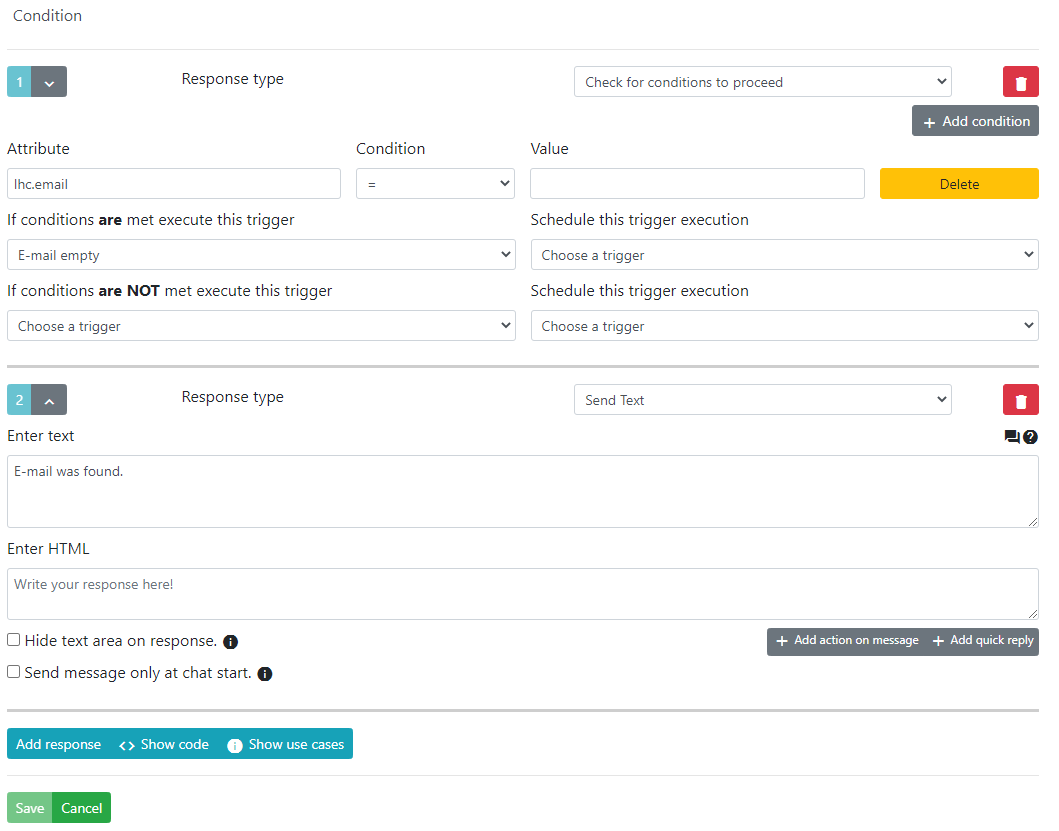 Condition
1
Response type
Check for conditions to proceed
+ Add condition
Attribute
Condition
Value
lhc.email
=
Delete
If conditions are met execute this trigger
Schedule this trigger execution
E-mail empty
Choose a trigger
If conditions are NOT met execute this trigger
Schedule this trigger execution
Choose a trigger
Choose a trigger
2
Response type
Send Text
Enter text
E-mail was found.
Enter HTML
Write your response here!
Hide text area on response.
+ Add action on message
+ Add quick reply
Send message only at chat start.
Add response
<> Show code
Show use cases
Save
Cancel